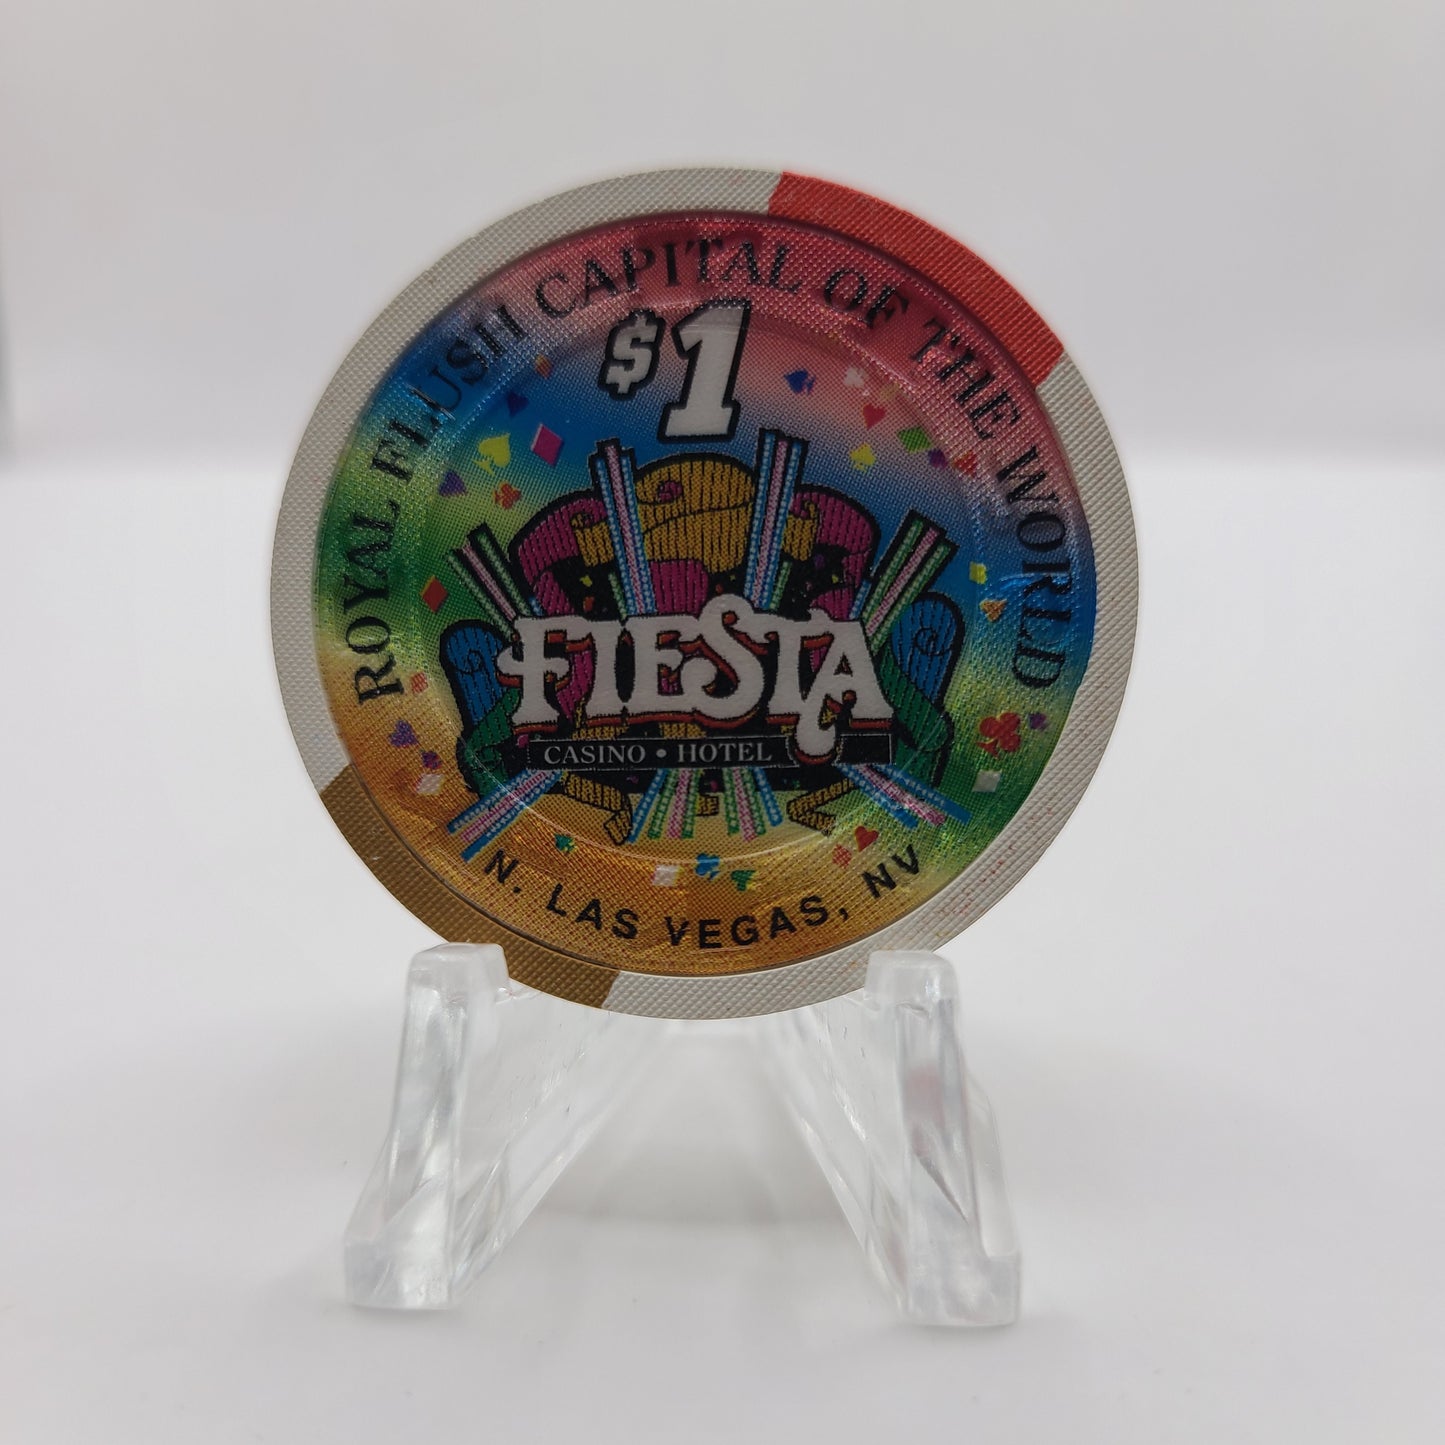 ROYAL FLUSH CAPITAL OF THE WORLD
$1
FIESTA
CASINO • HOTEL
N. LAS VEGAS, NV